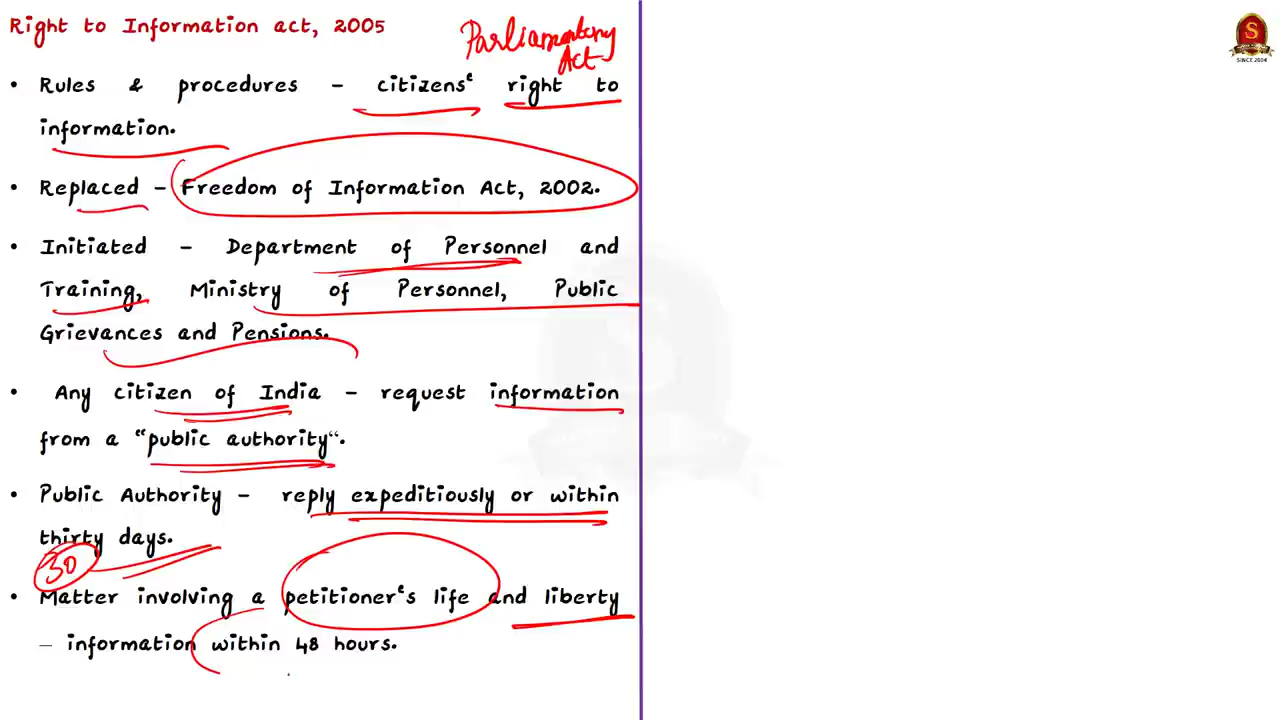 Right to Information act, 2005
Parliamentary
Act
• Rules & procedures – citizens' right to
information.
• Replaced – Freedom of Information Act, 2002.
• Initiated – Department of Personnel and
Training, Ministry of Personnel, Public
Grievances and Pensions.
• Any citizen of India – request information
from a "public authority".
• Public Authority – reply expeditiously or within
thirty days.
30
• Matter involving a petitioner's life and liberty
– information within 48 hours.
S
SINCE 2004